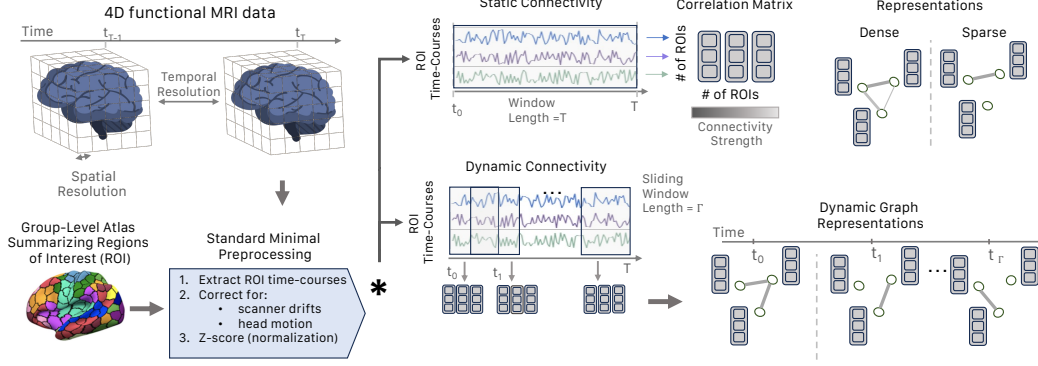 4D functional MRI data
Time
t_T-1
t_T
Temporal
Resolution
Spatial
Resolution
Group-Level Atlas
Summarizing Regions
of Interest (ROI)
Standard Minimal
Preprocessing
1. Extract ROI time-courses
2. Correct for:
• scanner drifts
• head motion
3. Z-score (normalization)
*
Static Connectivity
ROI
Time-Courses
t0
Window
Length =T
T
Correlation Matrix
# of ROIs
# of ROIs
Connectivity
Strength
Representations
Dense
Sparse
Dynamic Connectivity
ROI
Time-Courses
...
Sliding
Window
Length = Γ
t0
t1
T
Dynamic Graph
Representations
Time
t0
t1
tΓ
...